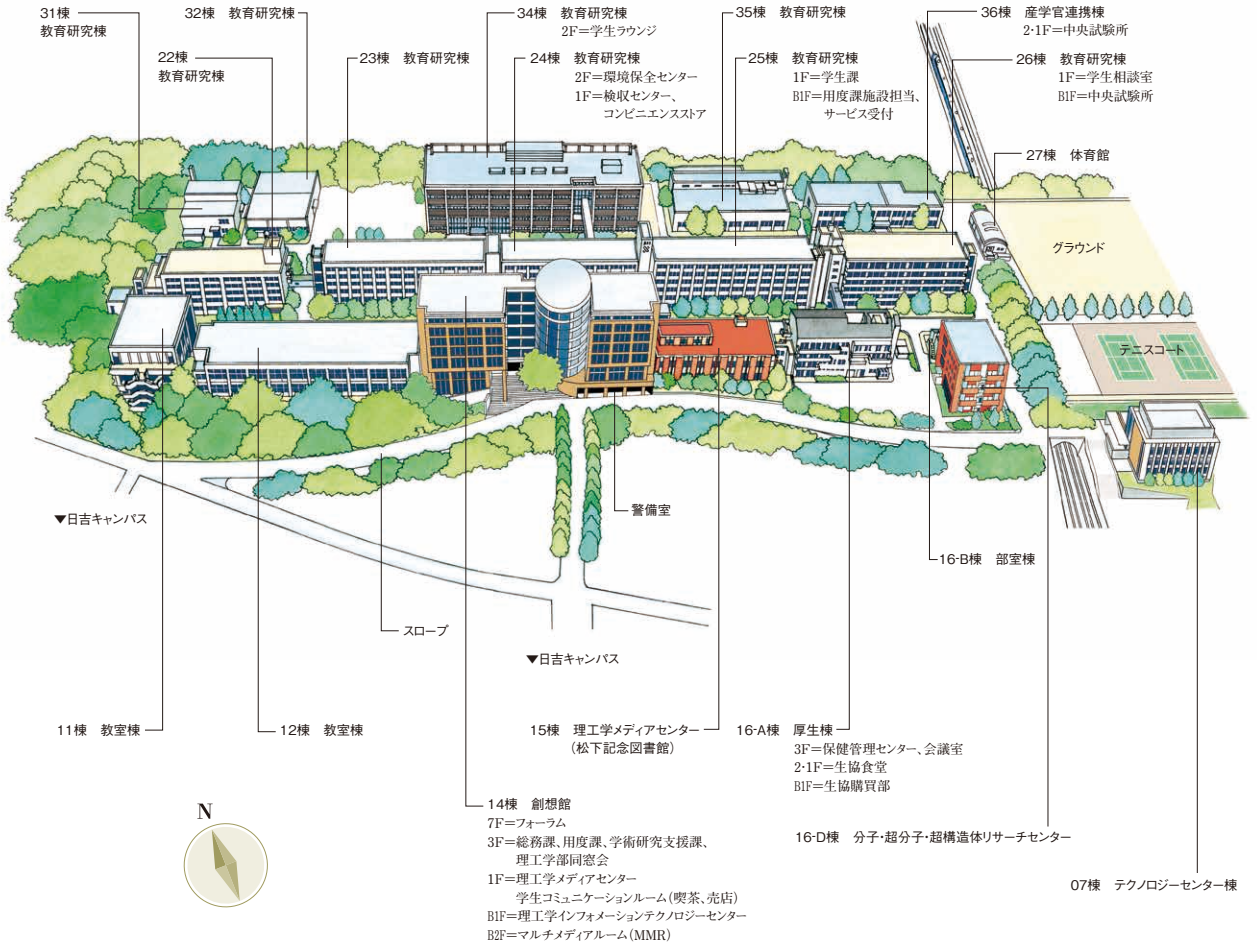 31棟
教育研究棟
32棟 教育研究棟
22棟
教育研究棟
23棟 教育研究棟
34棟 教育研究棟
2F=学生ラウンジ
24棟 教育研究棟
2F=環境保全センター
1F=検収センター、
コンビニエンスストア
35棟 教育研究棟
25棟 教育研究棟
1F=学生課
B1F=用度課施設担当、
サービス受付
36棟 産学官連携棟
2·1F=中央試験所
26棟 教育研究棟
1F=学生相談室
B1F=中央試験所
27棟 体育館
グラウンド
テニスコート
▼日吉キャンパス
警備室
16-B棟 部室棟
スロープ
▼日吉キャンパス
11棟 教室棟
12棟 教室棟
15棟 理工学メディアセンター
(松下記念図書館)
16-A棟 厚生棟
3F=保健管理センター、会議室
2·1F=生協食堂
B1F=生協購買部
14棟 創想館
7F=フォーラム
3F=総務課、用度課、学術研究支援課、
理工学部同窓会
1F=理工学メディアセンター
学生コミュニケーションルーム(喫茶、売店)
B1F=理工学インフォメーションテクノロジーセンター
B2F=マルチメディアルーム(MMR)
16-D棟 分子・超分子・超構造体リサーチセンター
07棟 テクノロジーセンター棟
N